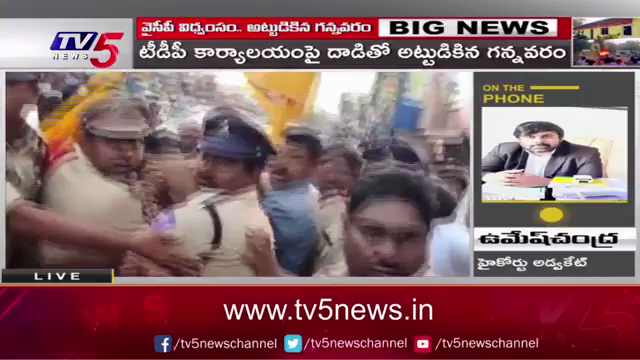 TV5
NEWS
వైసీపీ విధ్వంసం.. అట్టుడికిన గన్నవరం
BIG NEWS
టీడీపీ కార్యాలయంపై దాడితో అట్టుడికిన గన్నవరం
ON THE
PHONE
ఉమేష్‌చంద్ర
హైకోర్టు అడ్వకేట్
LIVE
www.tv5news.in
/tv5newschannel
/tv5newschannel
/tv5newschannel